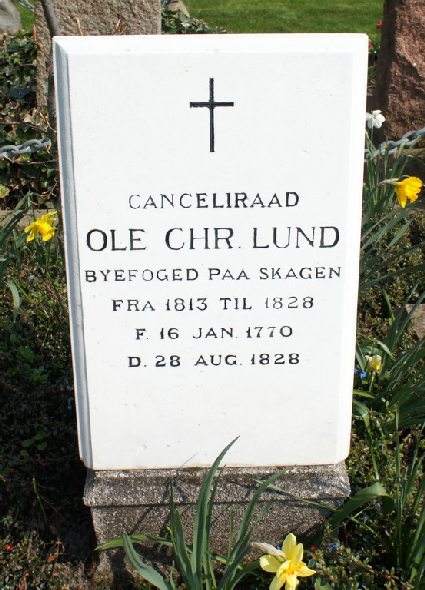 CANCELIRAAD
OLE CHR. LUND
BYEFOGED PAA SKAGEN
FRA 1813 TIL 1828
F. 16 JAN. 1770
D. 28 AUG. 1828